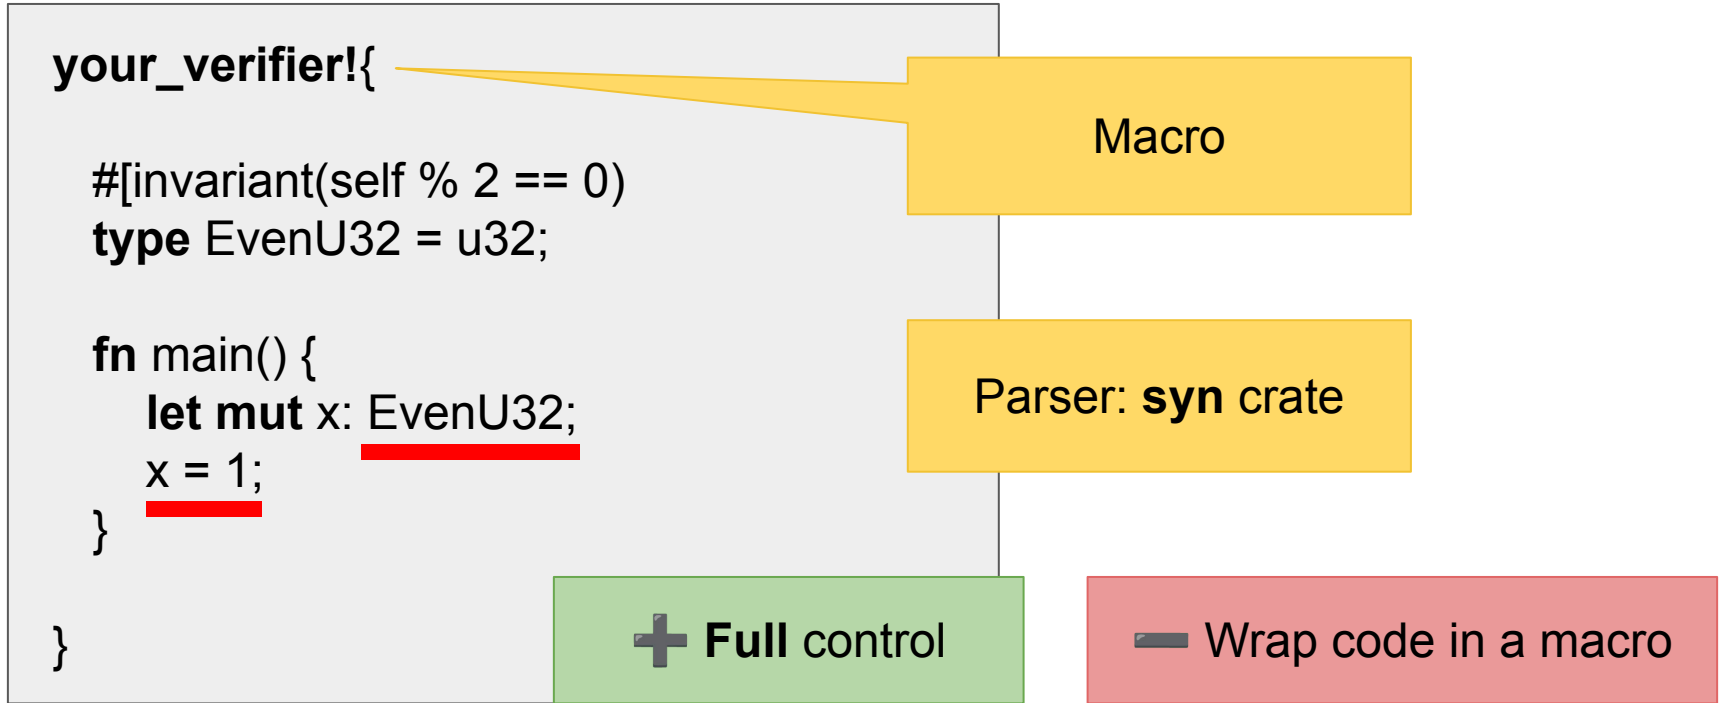 your_verifier!{
#[invariant(self % 2 == 0)
type EvenU32 = u32;
fn main() {
let mut x: EvenU32;
x = 1;
}
}
Macro
Parser: syn crate
➕ Full control
➖ Wrap code in a macro